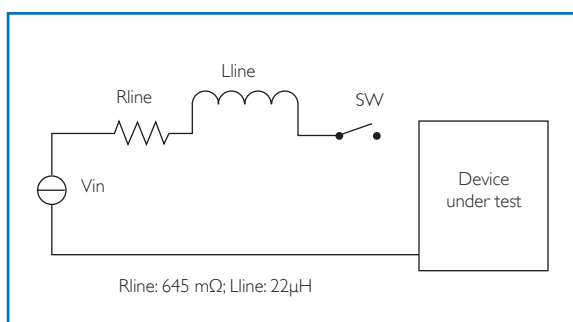 Lline
Rline
SW
Vin
Device
under test
Rline: 645 mΩ; Lline: 22μH